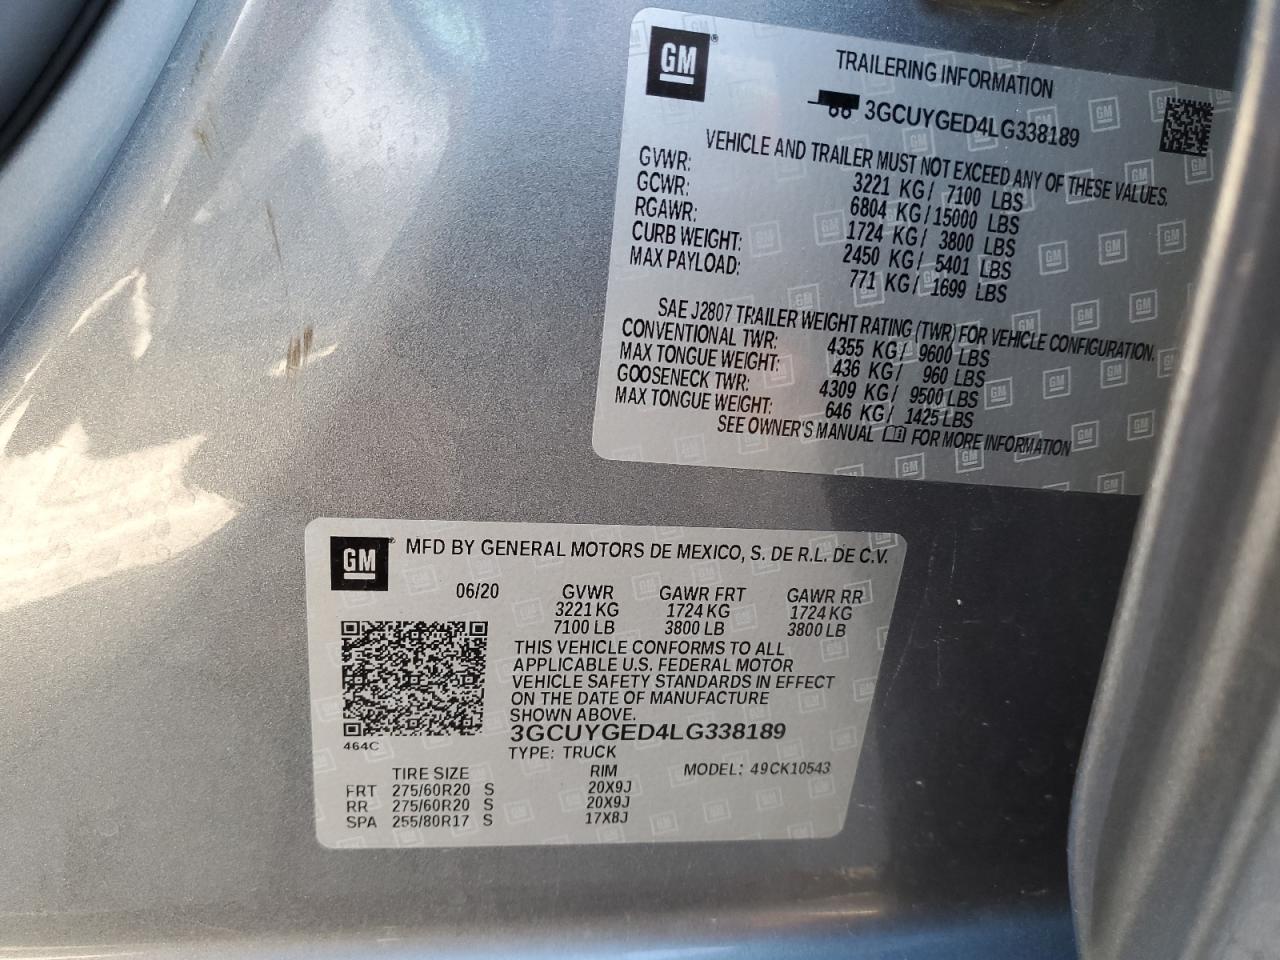 GM
TRAILERING INFORMATION
3GCUYGED4LG338189
VEHICLE AND TRAILER MUST NOT EXCEED ANY OF THESE VALUES.
GVWR: 3221 KG/ 7100 LBS
GCWR: 6804 KG/15000 LBS
RGAWR: 1724 KG/ 3800 LBS
CURB WEIGHT: 2450 KG/ 5401 LBS
MAX PAYLOAD: 771 KG/ 1699 LBS
SAE J2807 TRAILER WEIGHT RATING (TWR) FOR VEHICLE CONFIGURATION.
CONVENTIONAL TWR: 4355 KG/ 9600 LBS
MAX TONGUE WEIGHT: 436 KG/ 960 LBS
GOOSENECK TWR: 4309 KG/ 9500 LBS
MAX TONGUE WEIGHT: 646 KG/ 1425 LBS
SEE OWNER'S MANUAL FOR MORE INFORMATION
GM MFD BY GENERAL MOTORS DE MEXICO, S. DE R.L. DE C.V.
06/20 GVWR GAWR FRT GAWR RR
3221 KG 1724 KG 1724 KG
7100 LB 3800 LB 3800 LB
THIS VEHICLE CONFORMS TO ALL
APPLICABLE U.S. FEDERAL MOTOR
VEHICLE SAFETY STANDARDS IN EFFECT
ON THE DATE OF MANUFACTURE
SHOWN ABOVE.
3GCUYGED4LG338189
464C
TYPE: TRUCK
TIRE SIZE RIM MODEL: 49CK10543
FRT 275/60R20 S 20X9J
RR 275/60R20 S 20X9J
SPA 255/80R17 S 17X8J